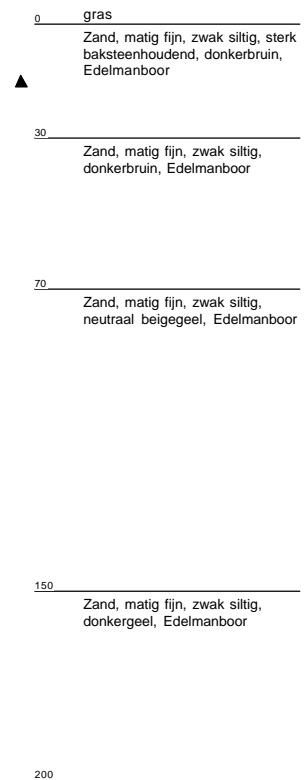 0 gras
Zand, matig fijn, zwak siltig, sterk
baksteenhoudend, donkerbruin,
Edelmanboor
30
Zand, matig fijn, zwak siltig,
donkerbruin, Edelmanboor
70
Zand, matig fijn, zwak siltig,
neutraal beigegeel, Edelmanboor
150
Zand, matig fijn, zwak siltig,
donkergeel, Edelmanboor
200